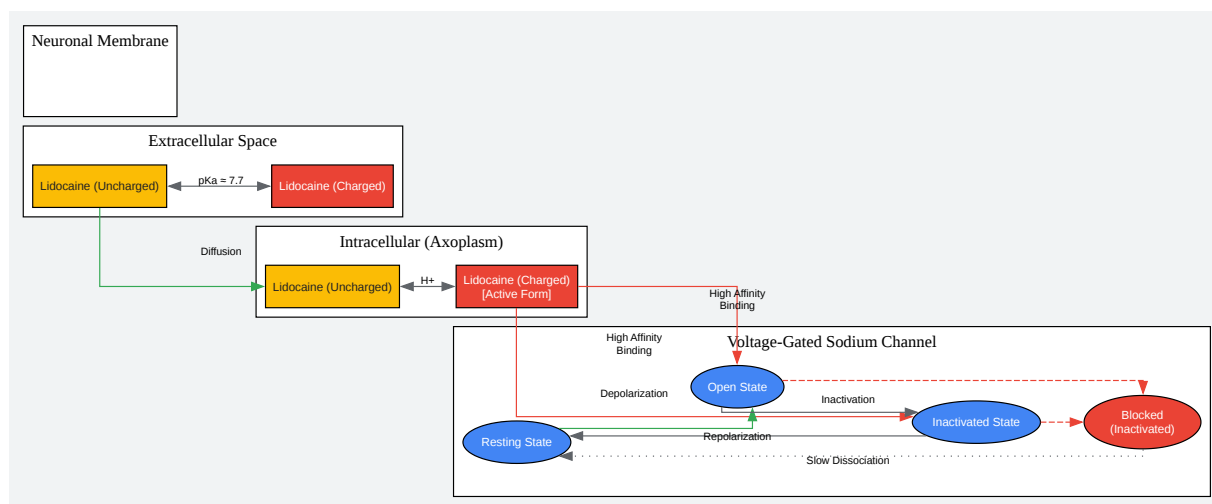 Neuronal Membrane
Extracellular Space
Lidocaine (Uncharged)
pKa ≈ 7.7
Lidocaine (Charged)
Diffusion
Intracellular (Axoplasm)
Lidocaine (Uncharged)
H+
Lidocaine (Charged)
[Active Form]
High Affinity
Binding
High Affinity
Binding
Voltage-Gated Sodium Channel
Open State
Depolarization
Inactivation
Inactivated State
Blocked
(Inactivated)
Resting State
Repolarization
Slow Dissociation